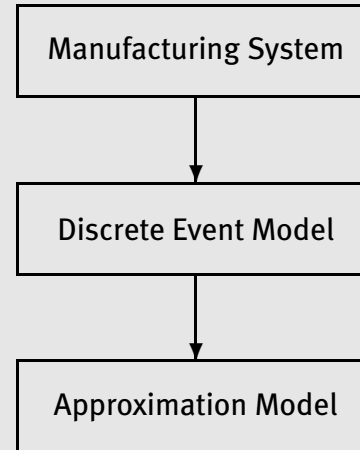 Manufacturing System
Discrete Event Model
Approximation Model